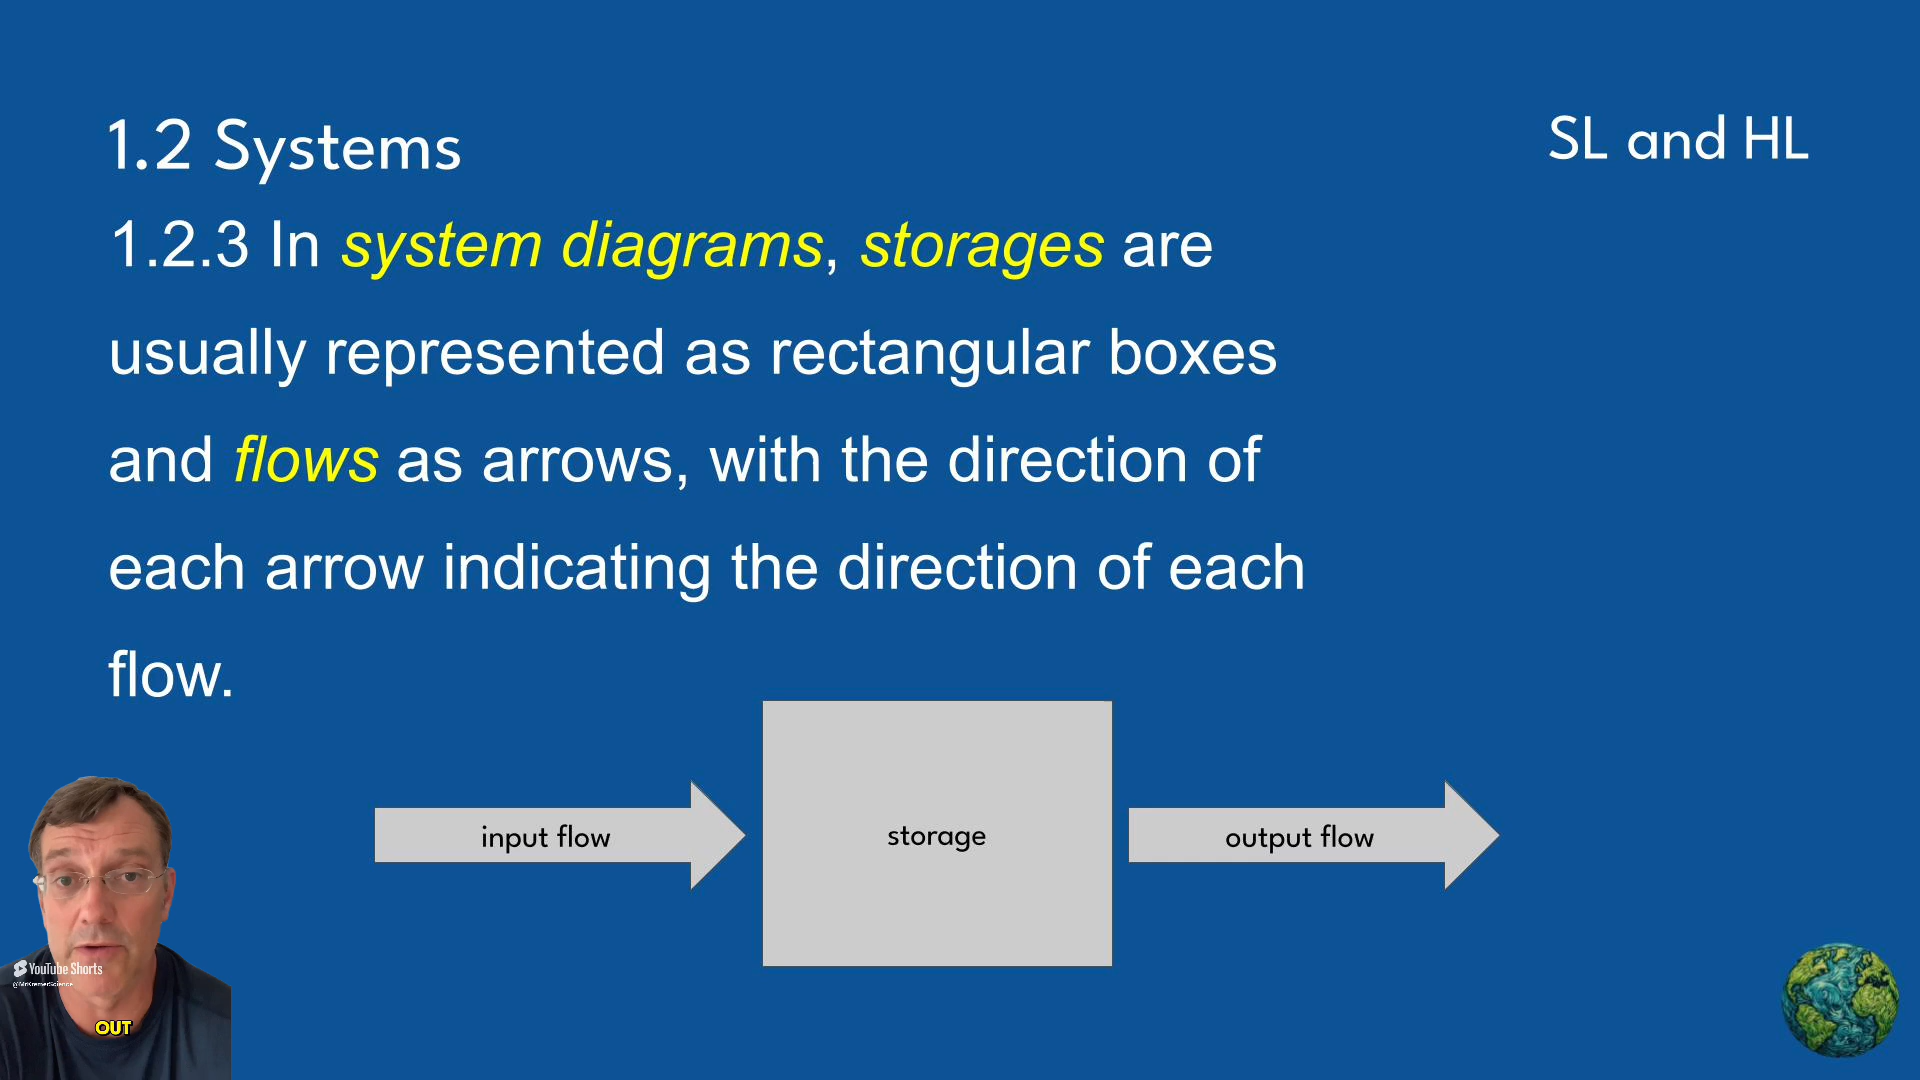 1.2 Systems
SL and HL
1.2.3 In system diagrams, storages are
usually represented as rectangular boxes
and flows as arrows, with the direction of
each arrow indicating the direction of each
flow.
input flow
storage
output flow
YouTube Shorts
@MrKremerScience
OUT